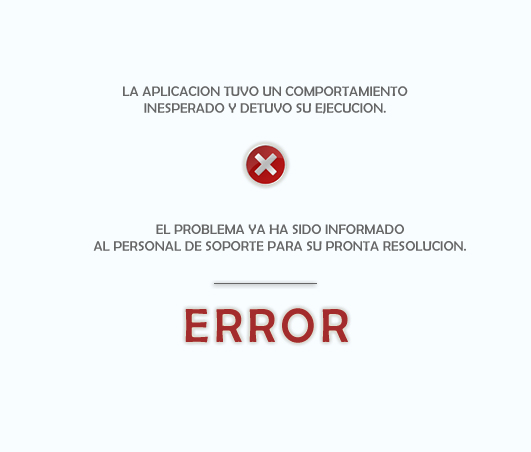 LA APLICACION TUVO UN COMPORTAMIENTO
INESPERADO Y DETUVO SU EJECUCION.
EL PROBLEMA YA HA SIDO INFORMADO
AL PERSONAL DE SOPORTE PARA SU PRONTA RESOLUCION.
ERROR